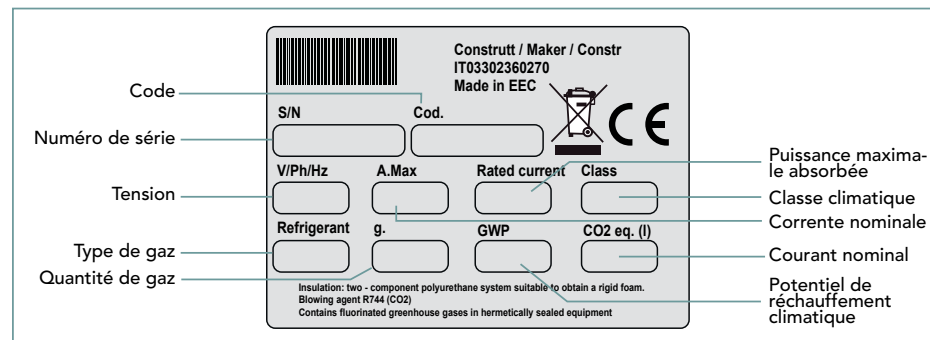 Construtt / Maker / Constr
IT03302360270
Made in EEC
Code
S/N
Cod.
CE
Numéro de série
V/Ph/Hz
A.Max
Rated current
Class
Puissance maxima-
le absorbée
Tension
Classe climatique
Corrente nominale
Refrigerant
g.
GWP
CO2 eq. (l)
Type de gaz
Courant nominal
Quantité de gaz
Potentiel de
réchauffement
climatique
Insulation: two - component polyurethane system suitable to obtain a rigid foam.
Blowing agent R744 (CO2)
Contains fluorinated greenhouse gases in hermetically sealed equipment